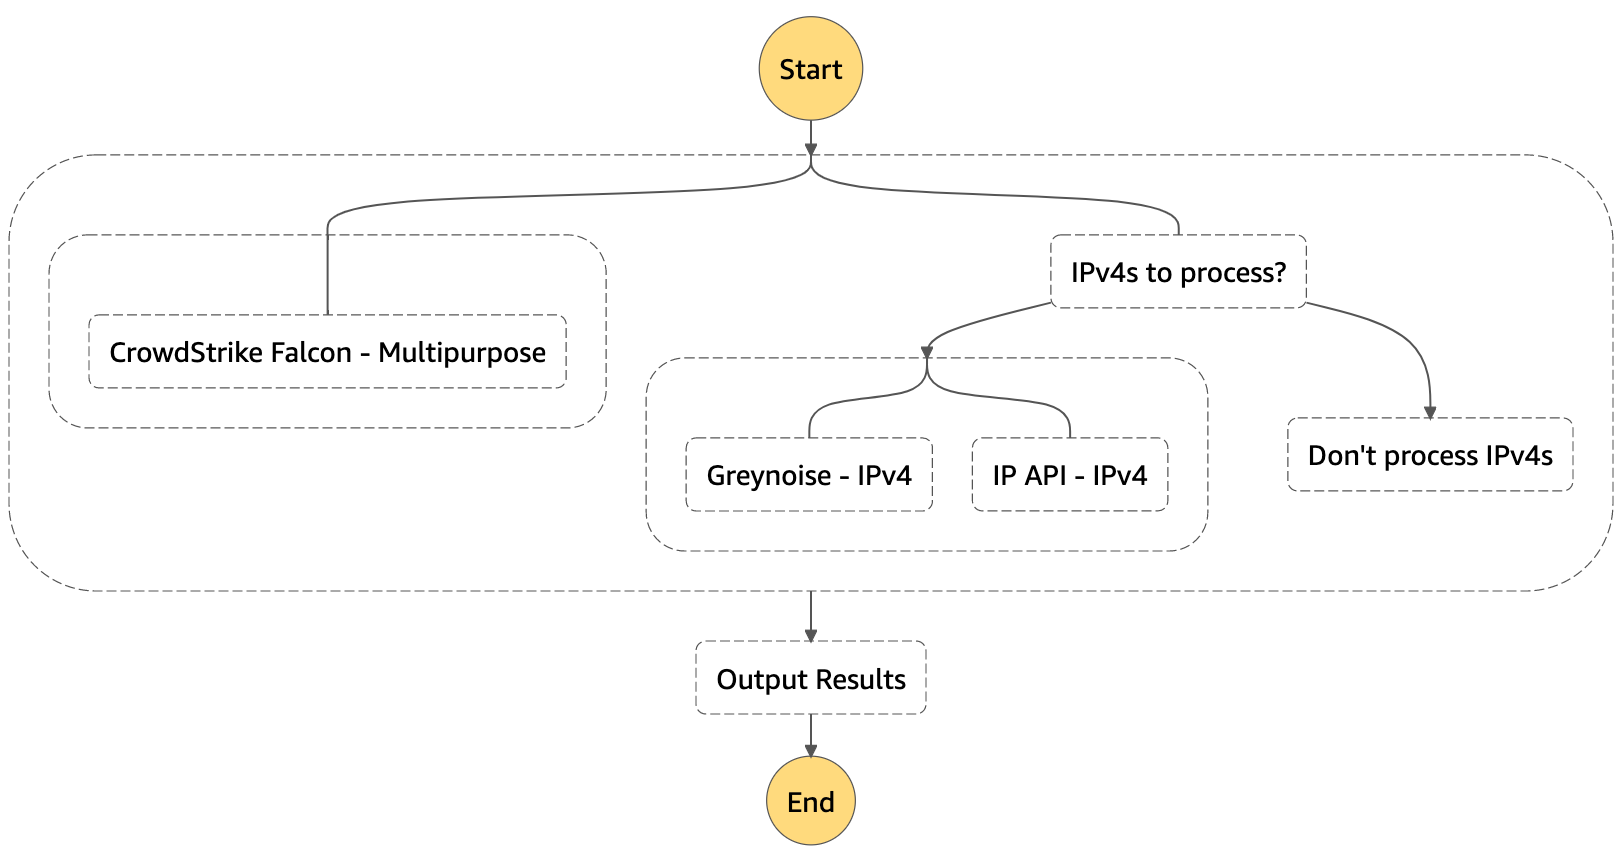 Start
IPv4s to process?
CrowdStrike Falcon - Multipurpose
Greynoise - IPv4
IP API - IPv4
Don't process IPv4s
Output Results
End